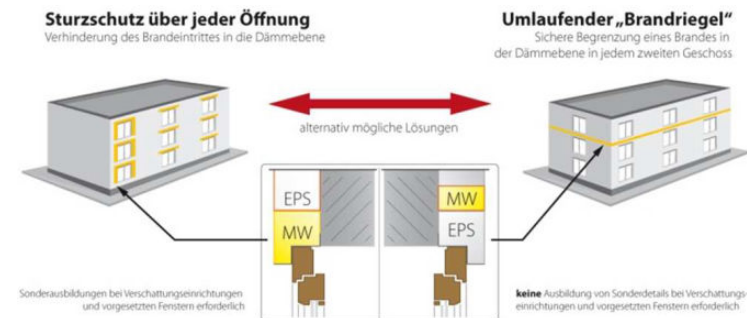 Sturzschutz über jeder Öffnung
Verhinderung des Brandeintrittes in die Dämmebene
Umlaufender „Brandriegel“
Sichere Begrenzung eines Brandes in
der Dämmebene in jedem zweiten Geschoss
alternativ mögliche Lösungen
EPS
MW
MW
EPS
Sonderausbildungen bei Verschattungseinrichtungen
und vorgesetzten Fenstern erforderlich
keine Ausbildung von Sonderdetails bei Verschattungs-
einrichtungen und vorgesetzten Fenstern erforderlich